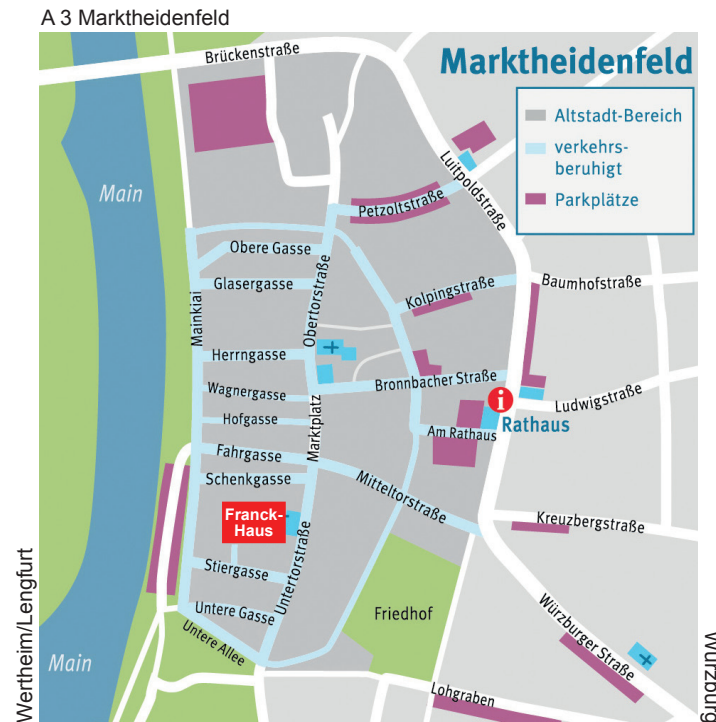 A 3 Marktheidenfeld
Brückenstraße
Marktheidenfeld
Altstadt-Bereich
verkehrs-
beruhigt
Parkplätze
Main
Luitpoldstraße
Petzoltstraße
Obere Gasse
Glasergasse
Obertorstraße
Kolpingstraße
Baumhofstraße
Mainkiai
Herrngasse
Bronnbacher Straße
Wagnergasse
Ludwigstraße
i
Rathaus
Hofgasse
Marktplatz
Am Rathaus
Fahrgasse
Schenkgasse
Mitteltorstraße
Franck-
Haus
Kreuzbergstraße
Untertorstraße
Stiergasse
Untere Gasse
Friedhof
Untere Allee
Würzburger Straße
Main
Lohgraben
Wertheim/Lengfurt
Würzburg